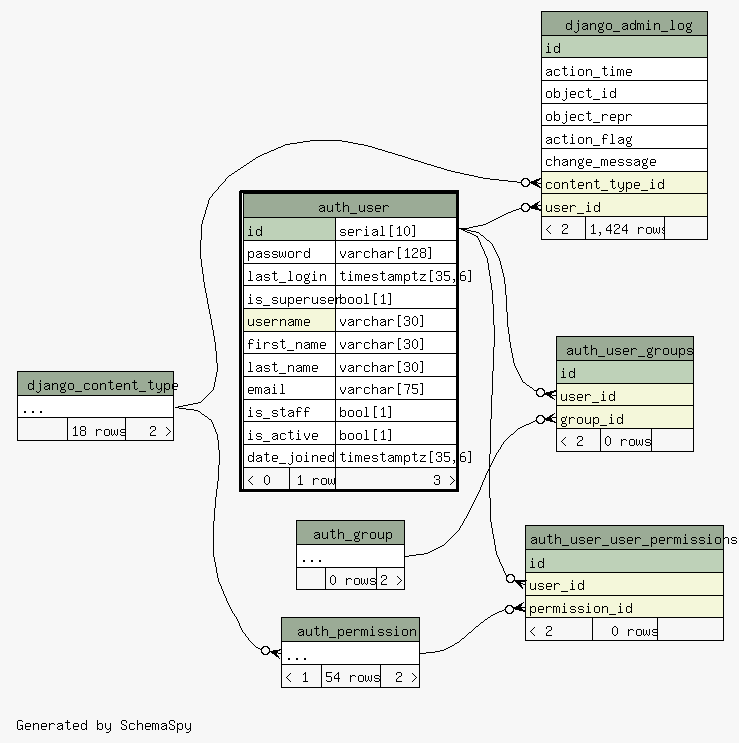 django_admin_log
id
action_time
object_id
object_repr
action_flag
change_message
content_type_id
user_id
< 2 1,424 rows
auth_user
id serial[10]
password varchar[128]
last_login timestamptz[35,6]
is_superuser bool[1]
username varchar[30]
first_name varchar[30]
last_name varchar[30]
email varchar[75]
is_staff bool[1]
is_active bool[1]
date_joined timestamptz[35,6]
< 0 1 row 3 >
django_content_type
...
18 rows 2 >
auth_user_groups
id
user_id
group_id
< 2 0 rows
auth_group
...
0 rows 2 >
auth_user_user_permissions
id
user_id
permission_id
< 2 0 rows
auth_permission
...
< 1 54 rows 2 >
Generated by SchemaSpy